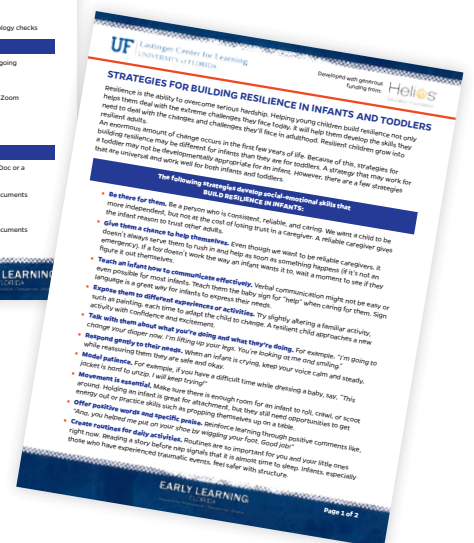 ology checks
going
Zoom
Doc or a
cuments
cuments
LEARNING
FLORIDA
UF Lastinger Center for Learning
UNIVERSITY of FLORIDA
Developed with generous
funding from:
Helios
STRATEGIES FOR BUILDING RESILIENCE IN INFANTS AND TODDLERS
Resilience is the ability to overcome serious hardship. Helping young children build resilience not only
helps them deal with the extreme challenges they face today, it will help them develop the skills they
need to deal with the changes and challenges they'll face in adulthood. Resilient children grow into
resilient adults.
An enormous amount of change occurs in the first few years of life. Because of this, strategies for
building resilience may be different for infants than they are for toddlers. A strategy that may work for
a toddler may not be developmentally appropriate for an infant. However, there are a few strategies
that are universal and work well for both infants and toddlers.
The following strategies develop social-emotional skills that
BUILD RESILIENCE IN INFANTS:
• Be there for them. Be a person who is consistent, reliable, and caring. We want a child to be
more independent, but not at the cost of losing trust in a caregiver. A reliable caregiver gives
the infant reason to trust other adults.
• Give them a chance to help themselves. Even though we want to be reliable caregivers, it
doesn't always serve them to rush in and help as soon as something happens (if it's not an
emergency). If a toy doesn't work the way an infant wants it to, wait a moment to see if they
figure it out themselves.
• Teach an infant how to communicate effectively. Verbal communication might not be easy or
even possible for most infants. Teach them the baby sign for "help" when caring for them. Sign
language is a great way for infants to express their needs.
• Expose them to different experiences or activities. Try slightly altering a familiar activity,
such as painting, each time to adapt the child to change. A resilient child approaches a new
activity with confidence and excitement.
• Talk with them about what you're doing and what they're doing. For example, "I'm going to
change your diaper now. I'm lifting up your legs. You're looking at me and smiling."
• Respond gently to their needs. When an infant is crying, keep your voice calm and steady,
while reassuring them they are safe and okay.
• Model patience. For example, if you have a difficult time while dressing a baby, say, "This
jacket is hard to unzip. I will keep trying!"
• Movement is essential. Make sure there is enough room for an infant to roll, crawl, or scoot
around. Holding an infant is great for attachment, but they still need opportunities to get
energy out or practice skills such as propping themselves up on a table.
• Offer positive words and specific praise. Reinforce learning through positive comments like,
"Ana, you helped me put on your shoe by wiggling your foot. Good job!"
• Create routines for daily activities. Routines are so important for you and your little ones
right now. Reading a story before nap signals that it is almost time to sleep. Infants, especially
those who have experienced traumatic events, feel safer with structure.
EARLY LEARNING
FLORIDA
Page 1 of 2